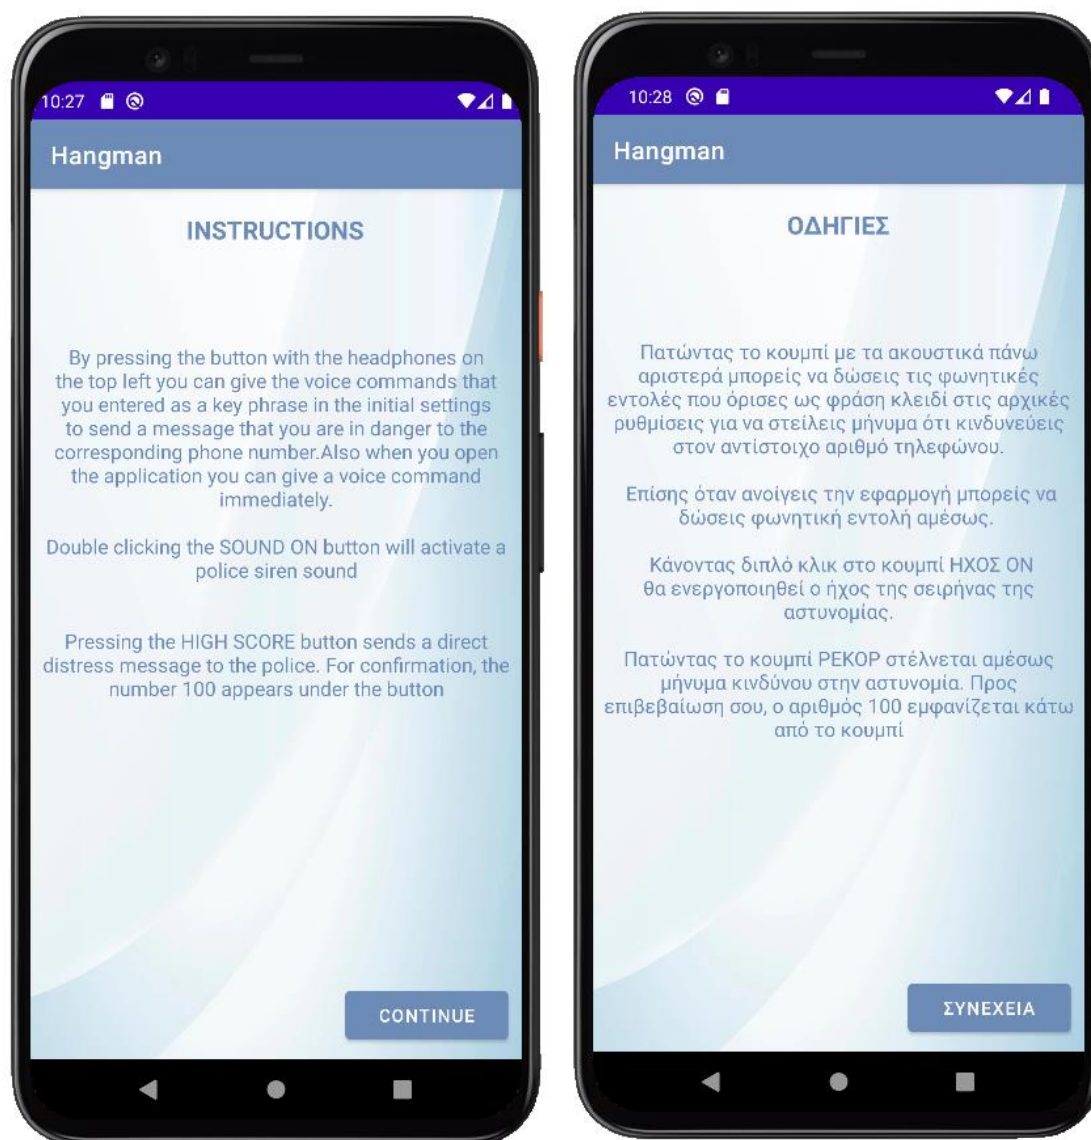 10:27
Hangman
INSTRUCTIONS
By pressing the button with the headphones on
the top left you can give the voice commands that
you entered as a key phrase in the initial settings
to send a message that you are in danger to the
corresponding phone number.Also when you open
the application you can give a voice command
immediately.
Double clicking the SOUND ON button will activate a
police siren sound
Pressing the HIGH SCORE button sends a direct
distress message to the police. For confirmation, the
number 100 appears under the button
CONTINUE
10:28
Hangman
ΟΔΗΓΙΕΣ
Πατώντας το κουμπί με τα ακουστικά πάνω
αριστερά μπορείς να δώσεις τις φωνητικές
εντολές που όρισες ως φράση κλειδί στις αρχικές
ρυθμίσεις για να στείλεις μήνυμα ότι κινδυνεύεις
στον αντίστοιχο αριθμό τηλεφώνου.
Επίσης όταν ανοίγεις την εφαρμογή μπορείς να
δώσεις φωνητική εντολή αμέσως.
Κάνοντας διπλό κλικ στο κουμπί ΗΧΟΣ ON
θα ενεργοποιηθεί ο ήχος της σειρήνας της
αστυνομίας.
Πατώντας το κουμπί ΡΕΚΟΡ στέλνεται αμέσως
μήνυμα κινδύνου στην αστυνομία. Προς
επιβεβαίωση σου, ο αριθμός 100 εμφανίζεται κάτω
από το κουμπί
ΣΥΝΕΧΕΙΑ